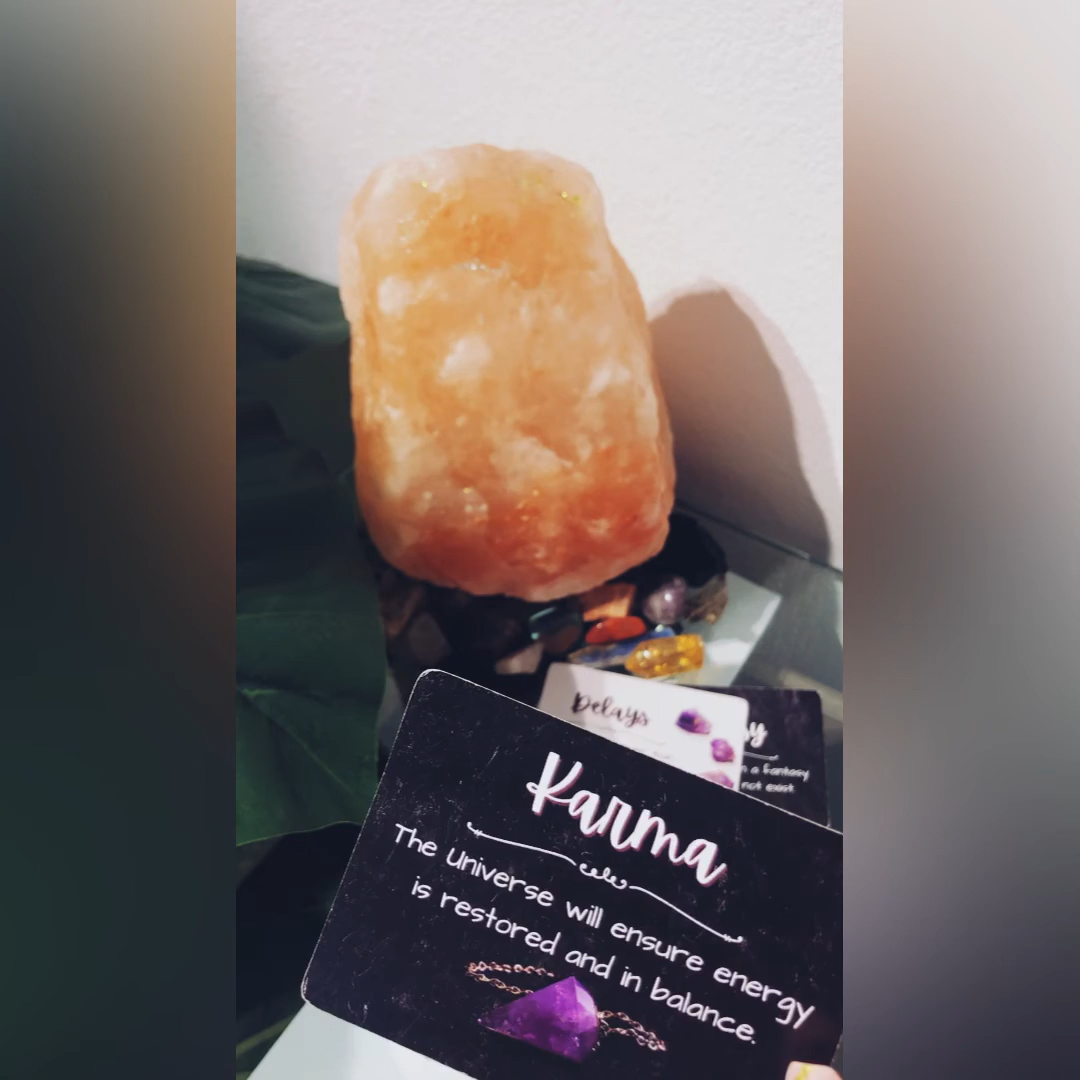 Delays
n a Fantasy
not exist
Karma
The Universe will ensure energy
is restored and in balance.